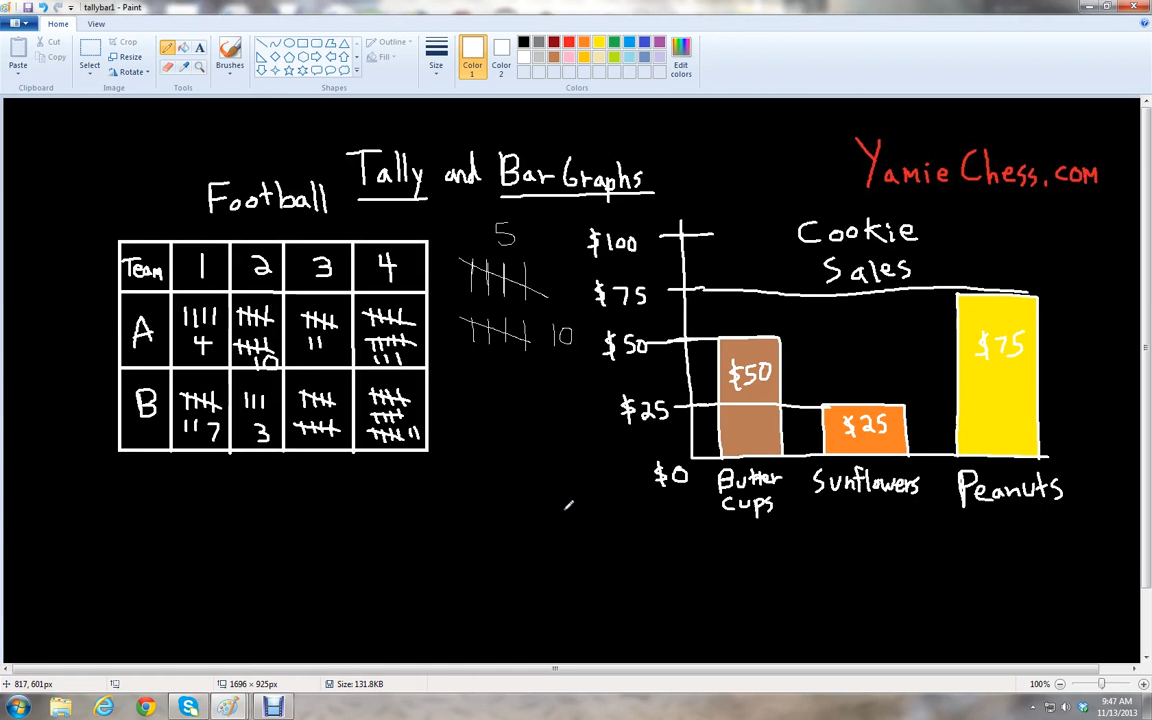 tallybar1 - Paint
Home
View
Paste
Cut
Copy
Clipboard
Select
Crop
Resize
Rotate
Image
Tools
Brushes
Shapes
Outline
Fill
Size
Color 1
Color 2
Edit colors
Colors
Football
Tally and Bar Graphs
YamieChess.com
Team 1 2 3 4
A
4
10
B
7
3
5
10
Cookie
Sales
$100
$75
$50
$25
$0
$50
$25
$75
Butter
Cups
Sunflowers
Peanuts
817, 601px
1696 × 925px
Size: 131.8KB
100%
9:47 AM
11/13/2013